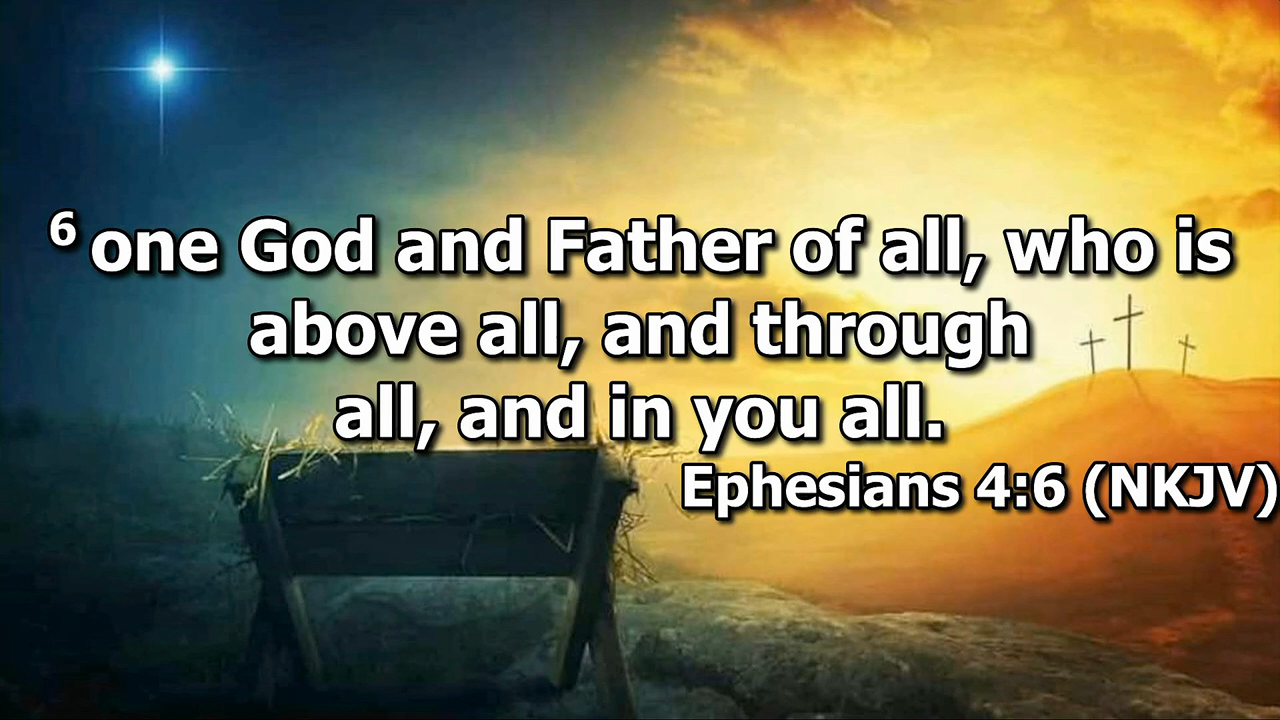 6 one God and Father of all, who is
above all, and through
all, and in you all.
Ephesians 4:6 (NKJV)